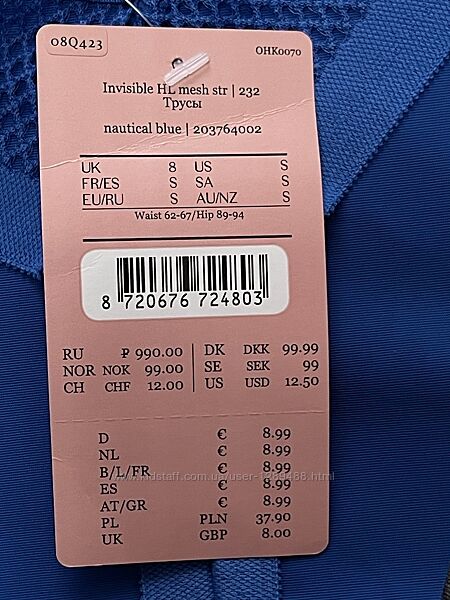 08Q423
OHK0070
Invisible HL mesh str | 232
Трусы
nautical blue | 203764002
UK 8 US S
FR/ES S SA S
EU/RU S AU/NZ S
Waist 62-67/Hip 89-94
8 720676 724803
RU ₽ 990.00 DK DKK 99.99
NOR NOK 99.00 SE SEK 99
CH CHF 12.00 US USD 12.50
D € 8.99
NL € 8.99
B/L/FR € 8.99
ES € 8.99
AT/GR € 8.99
PL PLN 37.90
UK GBP 8.00